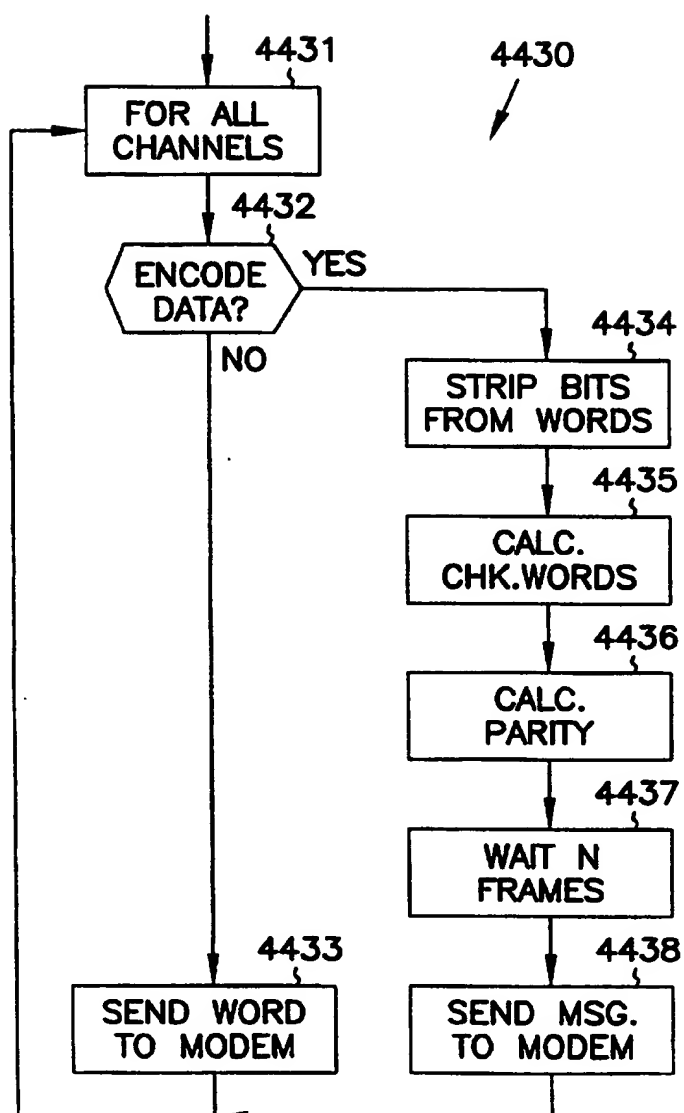 4431
4430
FOR ALL
CHANNELS
4432
ENCODE
DATA?
YES
NO
4434
STRIP BITS
FROM WORDS
4435
CALC.
CHK.WORDS
4436
CALC.
PARITY
4437
WAIT N
FRAMES
4433
SEND WORD
TO MODEM
4438
SEND MSG.
TO MODEM